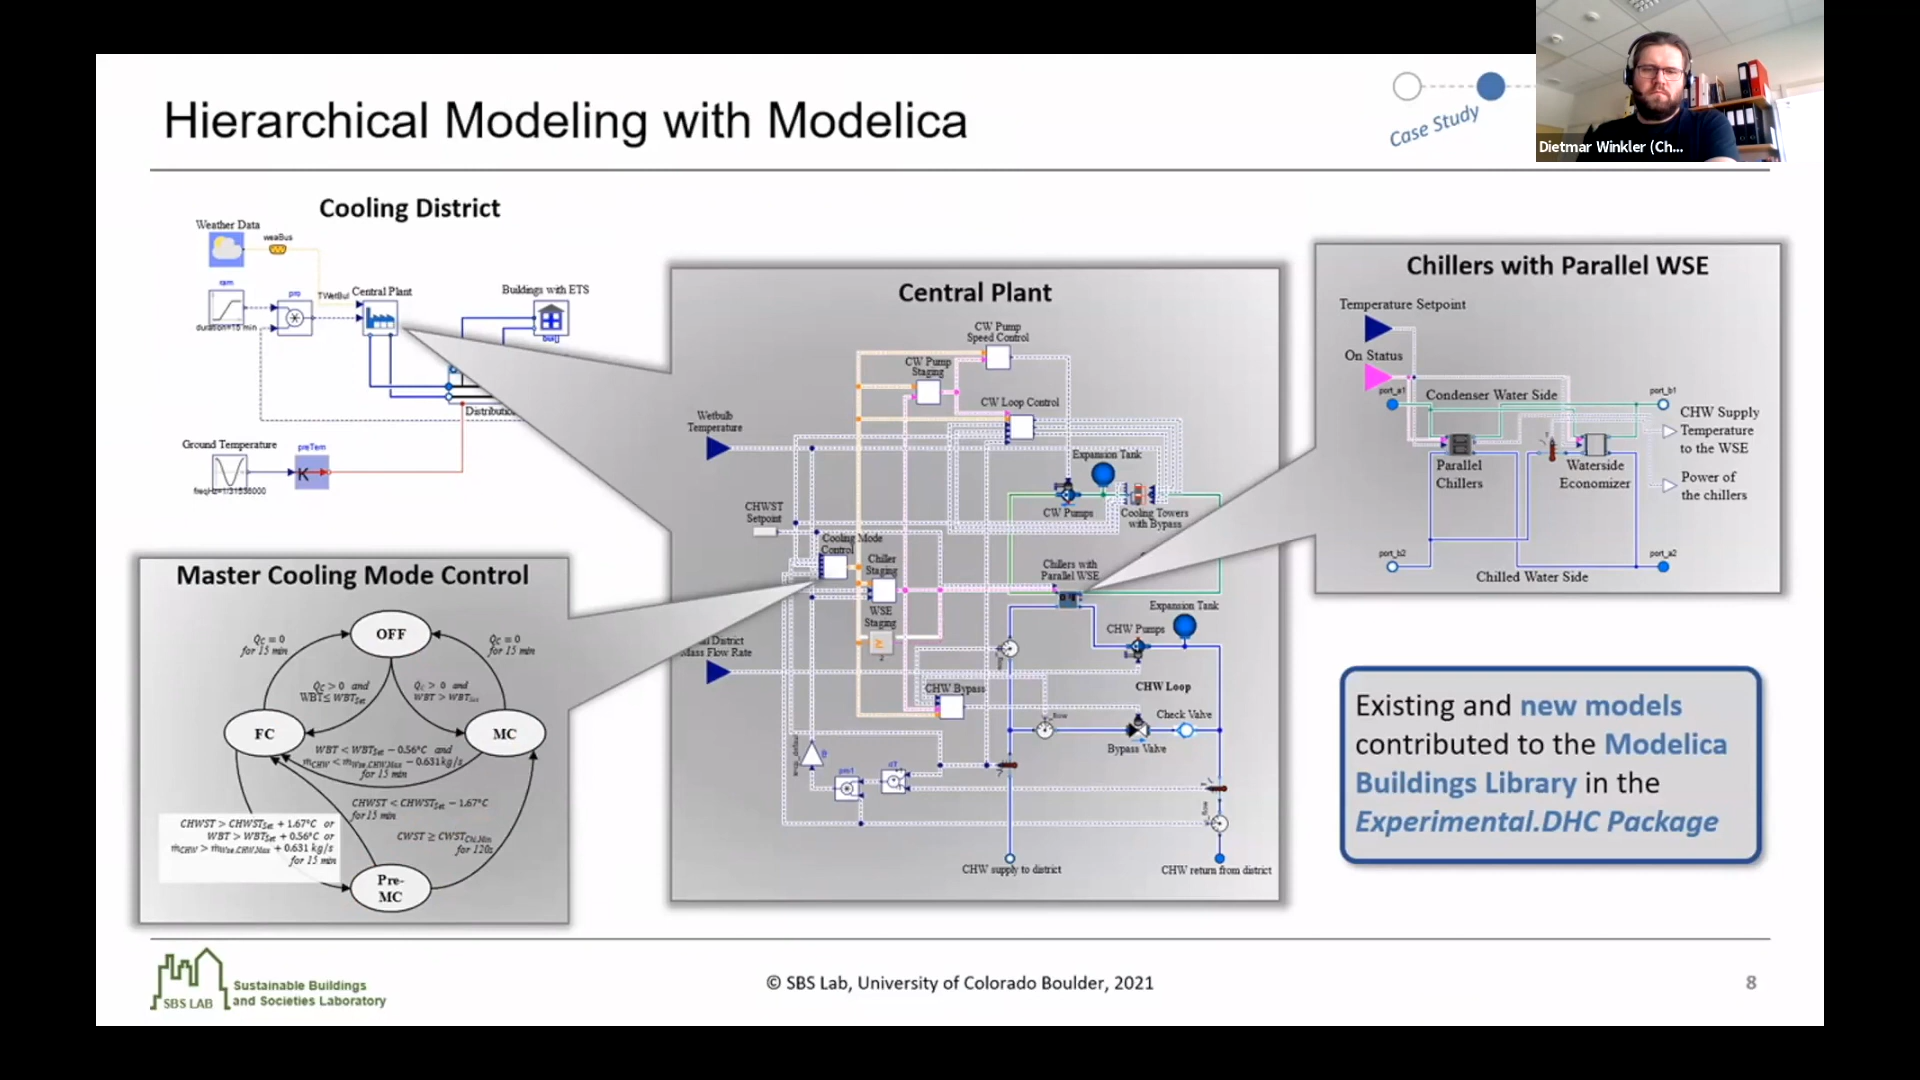 Hierarchical Modeling with Modelica
Case Study
Dietmar Winkler (Ch...
Cooling District
Weather Data
weaBus
ram
duration=15 min
pro
TWetBul
Central Plant
Buildings with ETS
Ground Temperature
preTem
K
freqHz=1/31536000
Master Cooling Mode Control
OFF
FC
MC
Pre-
MC
Q̇c = 0
for 15 min
Q̇c = 0
for 15 min
Q̇c > 0 and
WBT ≤ WBTSet
Q̇c > 0 and
WBT > WBTSet
WBT < WBTSet − 0.56°C and
ṁCHW < ṁWse,CHW,Max − 0.631kg/s
for 15 min
CHWST < CHWSTSet − 1.67°C
for 15 min
CHWST > CHWSTSet + 1.67°C or
WBT > WBTSet + 0.56°C or
ṁCHW > ṁWse,CHW,Max + 0.631 kg/s
for 15 min
CWST ≥ CWSTChi,Min
for 120s
Central Plant
CW Pump
Speed Control
CW Pump
Staging
CW Loop Control
Wetbulb
Temperature
Expansion Tank
CW Pumps
Cooling Towers
with Bypass
CHWST
Setpoint
Cooling Mode
Control
Chiller
Staging
Chillers with
Parallel WSE
WSE
Staging
Expansion Tank
CHW Pumps
District
Mass Flow Rate
CHW Bypass
CHW Loop
Check Valve
Bypass Valve
CHW supply to district
CHW return from district
Chillers with Parallel WSE
Temperature Setpoint
On Status
port_a1
port_b1
Condenser Water Side
CHW Supply
Temperature
to the WSE
Parallel
Chillers
Waterside
Economizer
Power of
the chillers
port_b2
port_a2
Chilled Water Side
Existing and new models
contributed to the Modelica
Buildings Library in the
Experimental.DHC Package
SBS LAB
Sustainable Buildings
and Societies Laboratory
© SBS Lab, University of Colorado Boulder, 2021
8